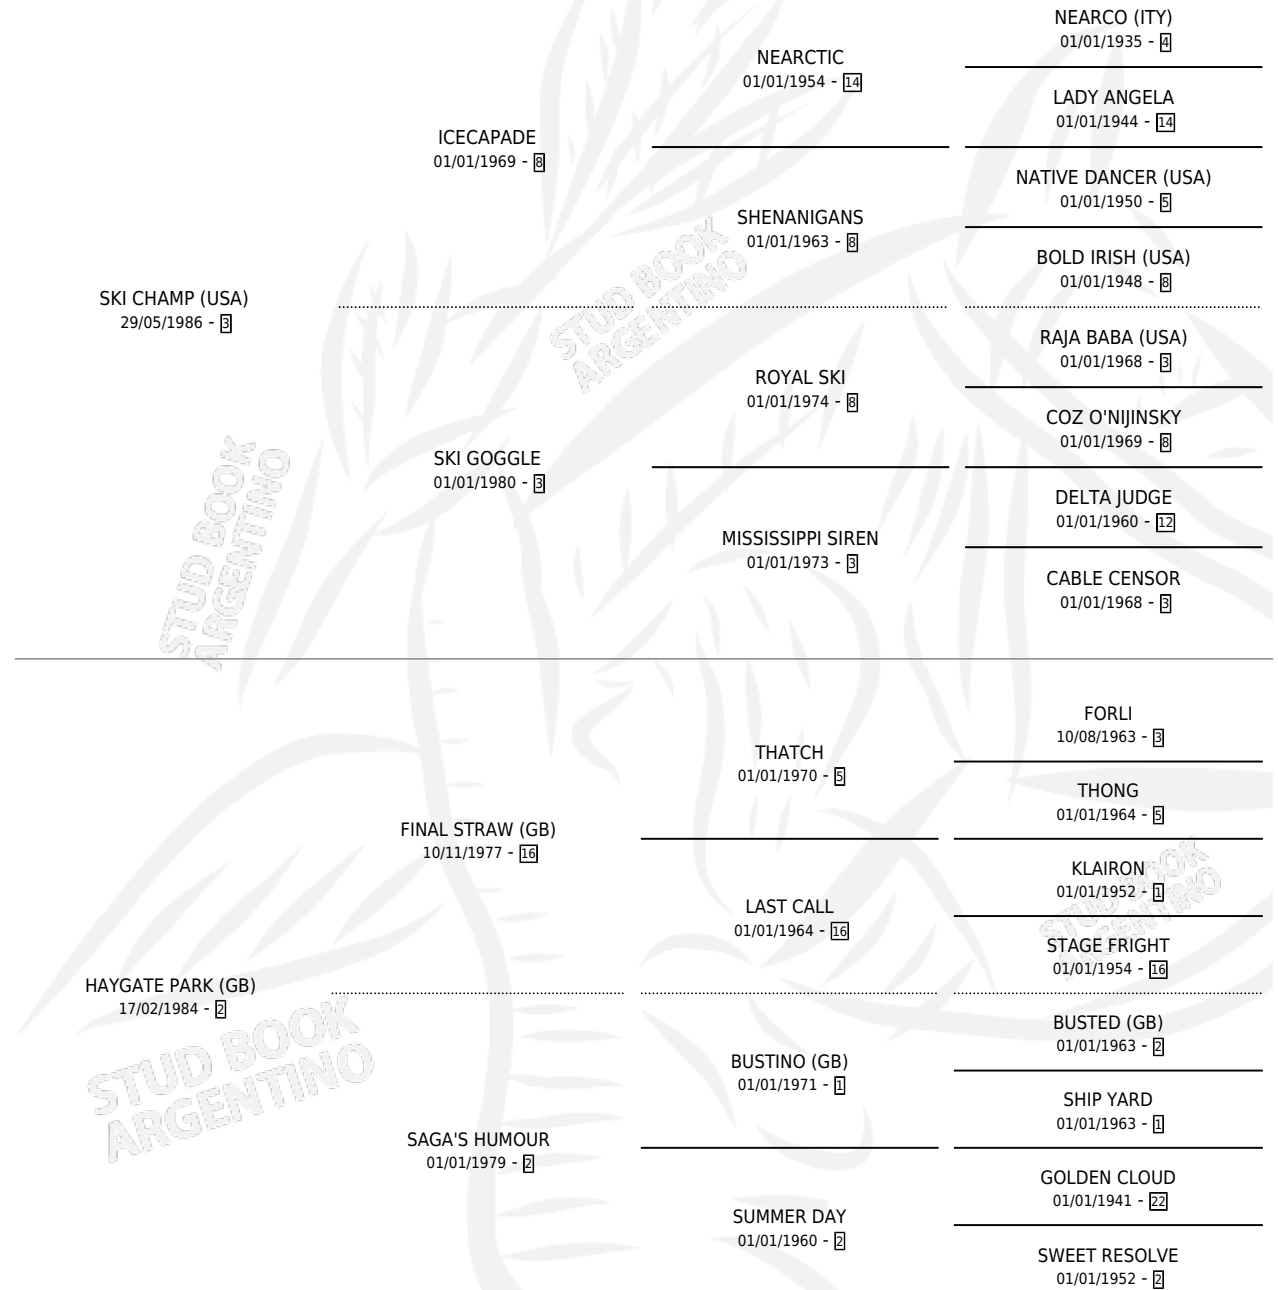 NEARCO (ITY)
01/01/1935 - 4
NEARCTIC
01/01/1954 - 14
LADY ANGELA
01/01/1944 - 14
ICECAPADE
01/01/1969 - 8
NATIVE DANCER (USA)
01/01/1950 - 5
SHENANIGANS
01/01/1963 - 8
BOLD IRISH (USA)
01/01/1948 - 8
SKI CHAMP (USA)
29/05/1986 - 3
RAJA BABA (USA)
01/01/1968 - 3
ROYAL SKI
01/01/1974 - 8
COZ O'NIJINSKY
01/01/1969 - 8
SKI GOGGLE
01/01/1980 - 3
DELTA JUDGE
01/01/1960 - 12
MISSISSIPPI SIREN
01/01/1973 - 3
CABLE CENSOR
01/01/1968 - 3
FORLI
10/08/1963 - 3
THATCH
01/01/1970 - 5
THONG
01/01/1964 - 5
FINAL STRAW (GB)
10/11/1977 - 16
KLAIRON
01/01/1952 - 1
LAST CALL
01/01/1964 - 16
STAGE FRIGHT
01/01/1954 - 16
HAYGATE PARK (GB)
17/02/1984 - 2
BUSTED (GB)
01/01/1963 - 2
BUSTINO (GB)
01/01/1971 - 1
SHIP YARD
01/01/1963 - 1
SAGA'S HUMOUR
01/01/1979 - 2
GOLDEN CLOUD
01/01/1941 - 22
SUMMER DAY
01/01/1960 - 2
SWEET RESOLVE
01/01/1952 - 2
STUD BOOK
ARGENTINO
STUD BOOK
ARGENTINO
STUD BOOK
ARGENTINO
STUD BOOK
ARGENTINO